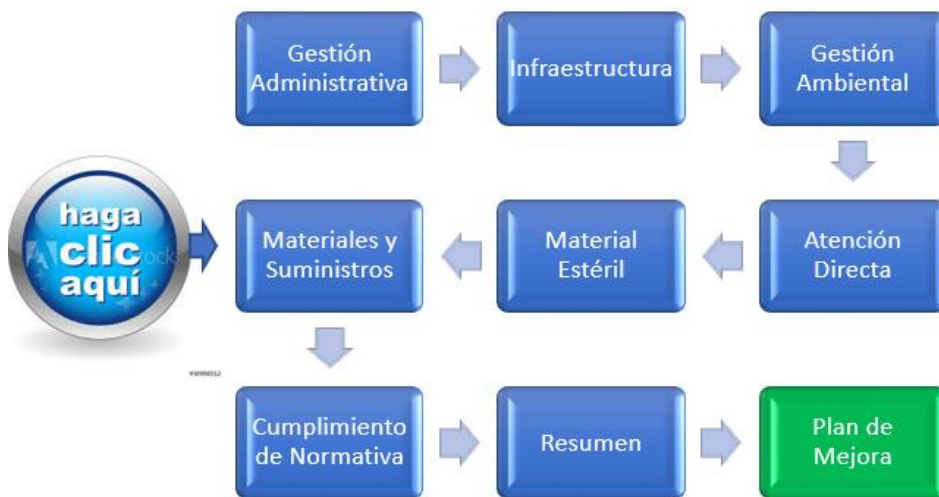 Gestión
Administrativa
Infraestructura
Gestión
Ambiental
haga
clic
aquí
Materiales y
Suministros
Material
Estéril
Atención
Directa
Cumplimiento
de Normativa
Resumen
Plan de
Mejora